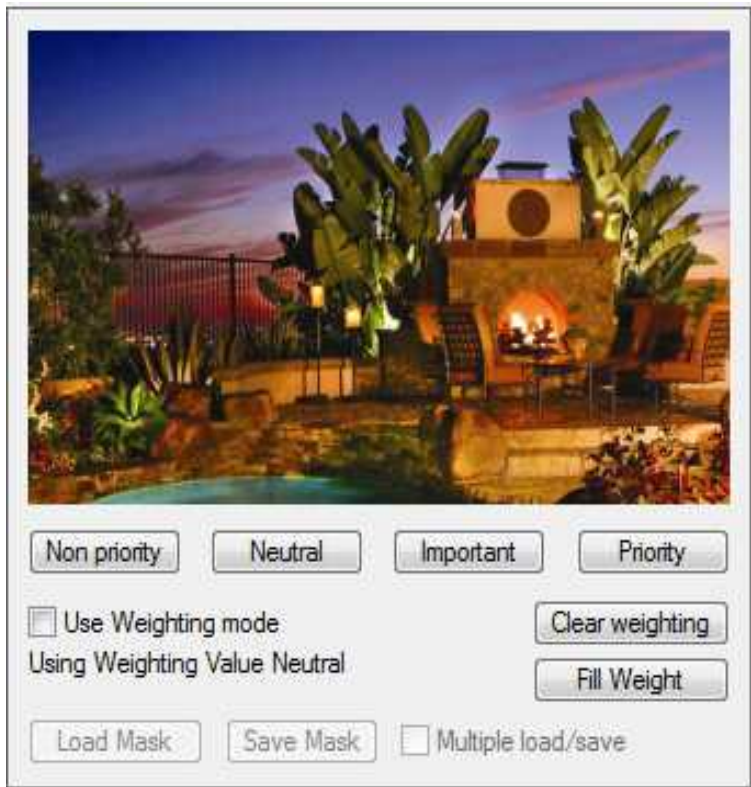 Non priority Neutral Important Priority
Use Weighting mode Clear weighting
Using Weighting Value Neutral
Fill Weight
Load Mask Save Mask Multiple load/save